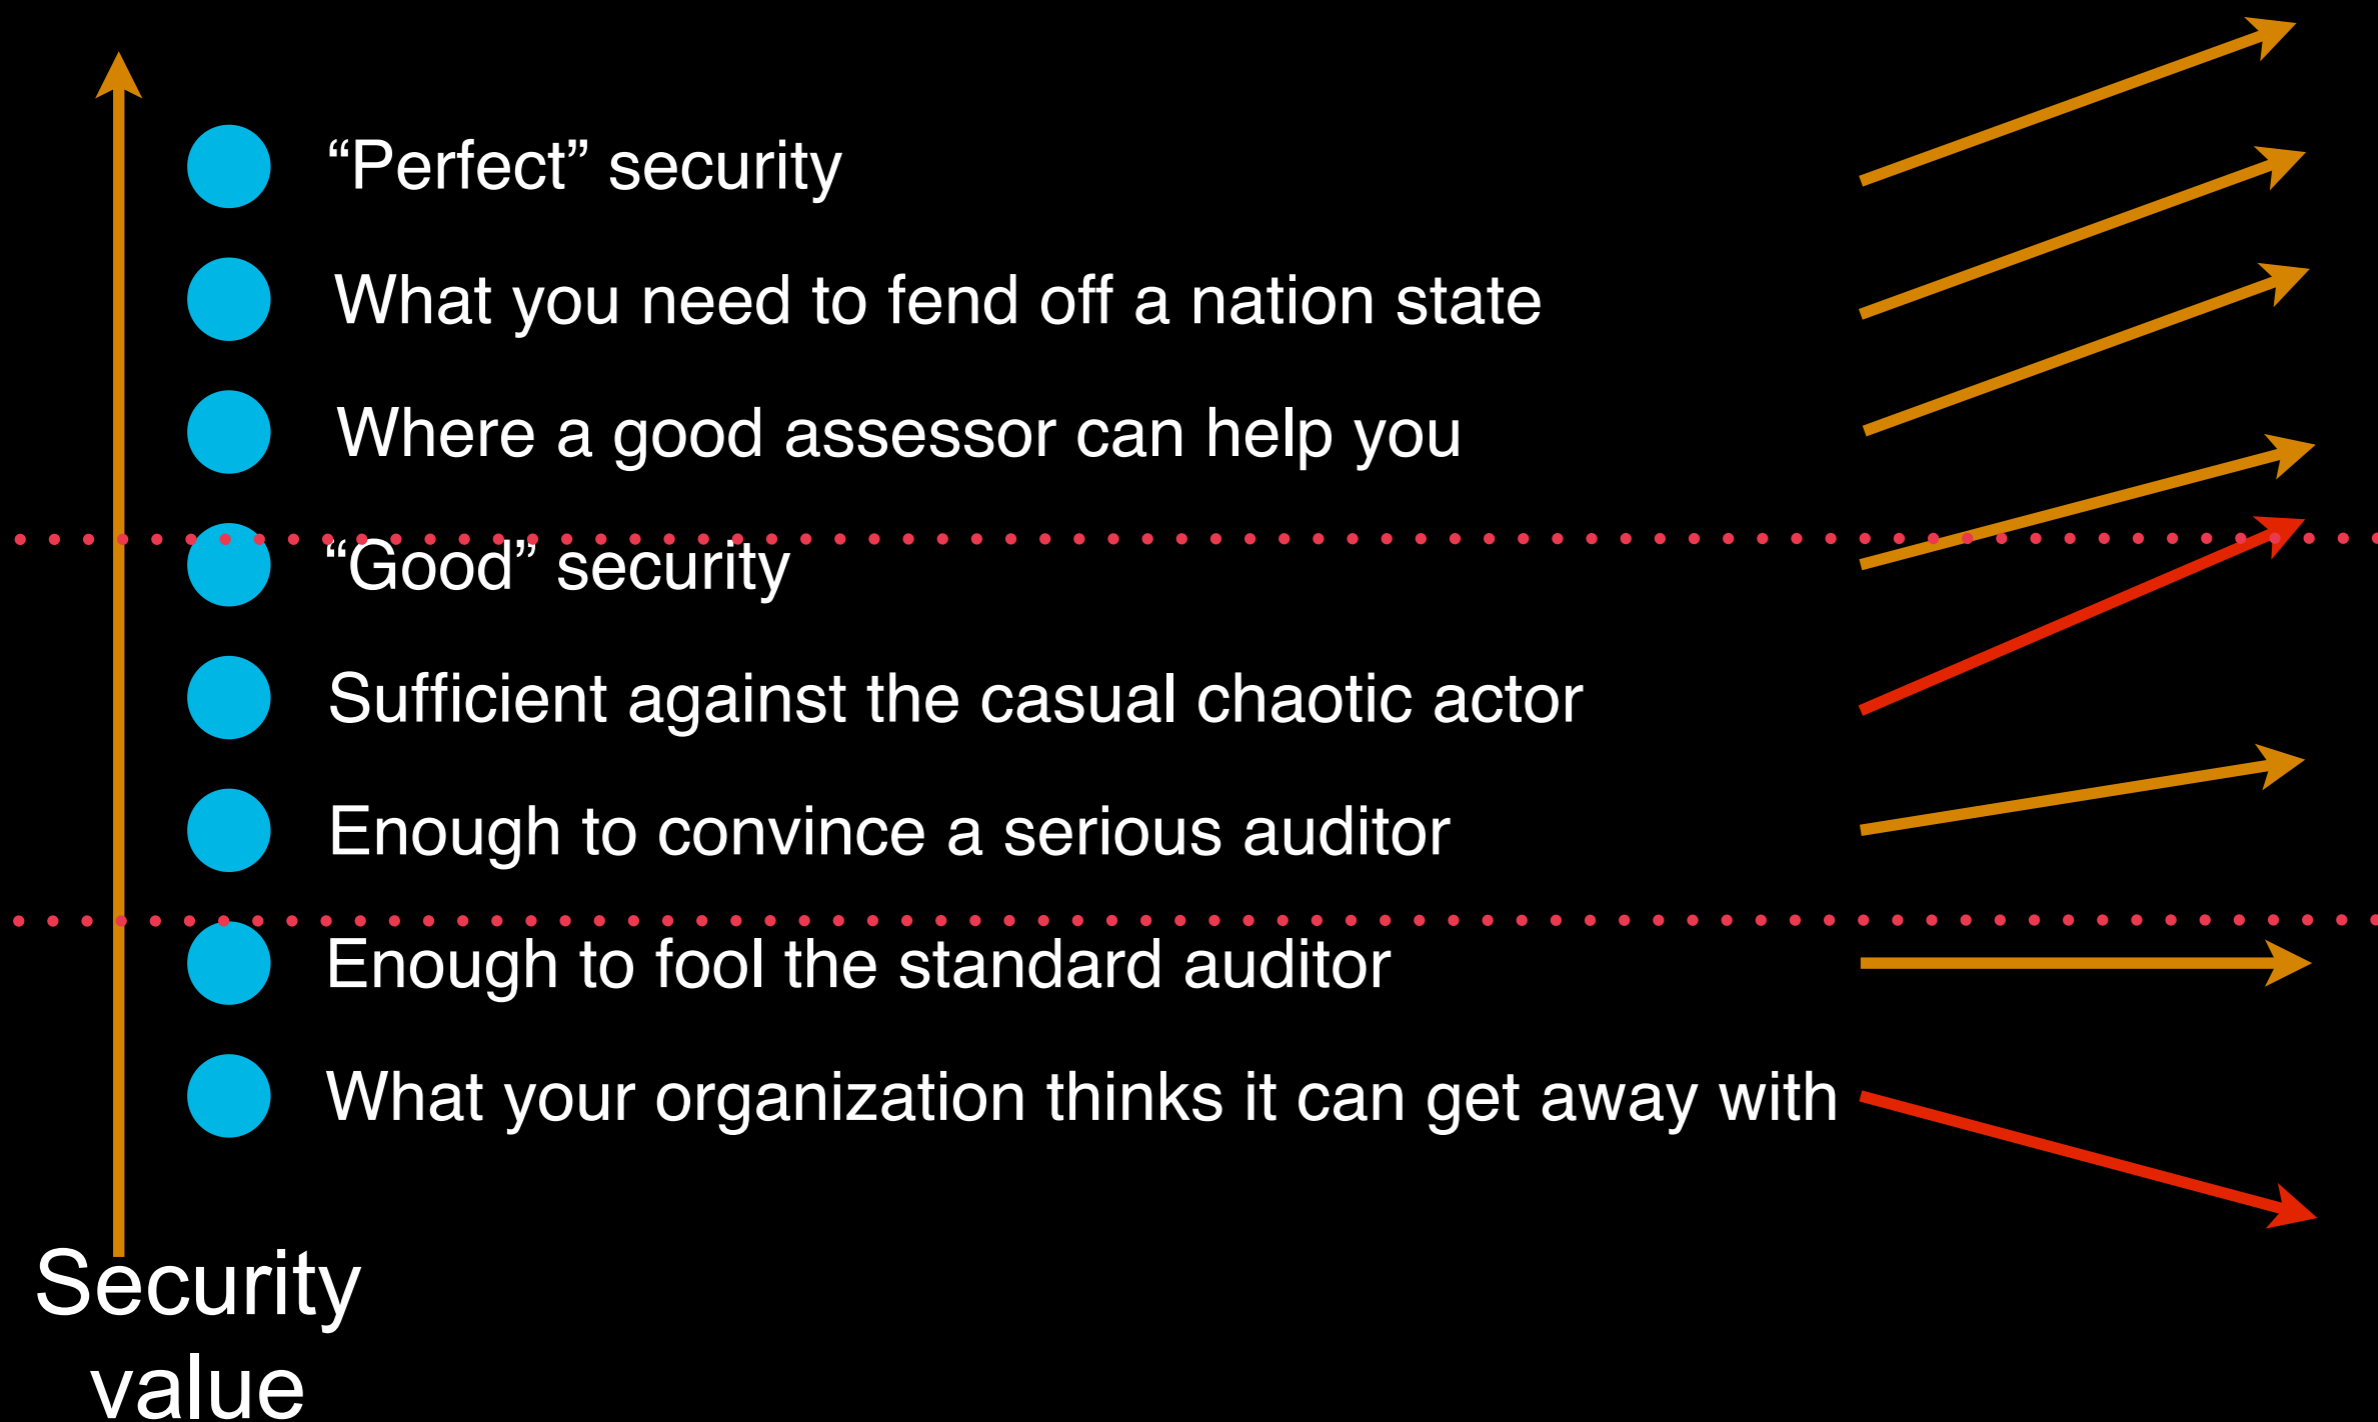 “Perfect” security
What you need to fend off a nation state
Where a good assessor can help you
“Good” security
Sufficient against the casual chaotic actor
Enough to convince a serious auditor
Enough to fool the standard auditor
What your organization thinks it can get away with
Security
value